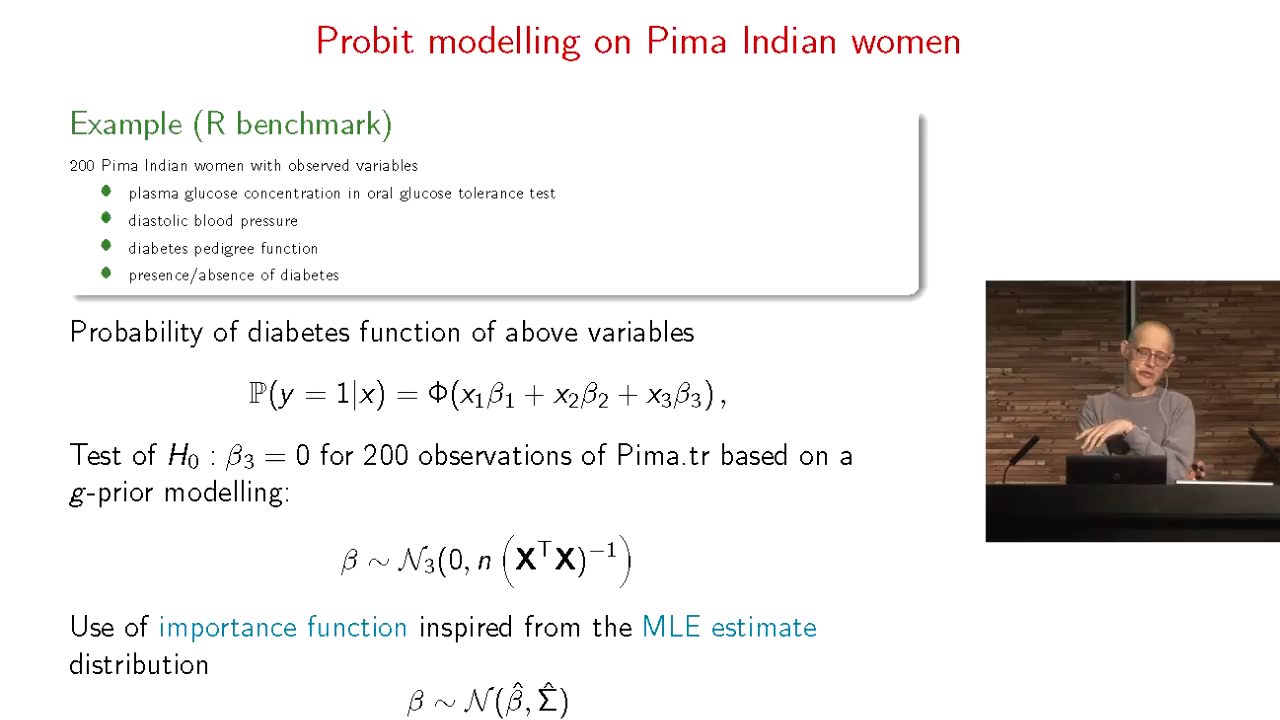 Probit modelling on Pima Indian women
Example (R benchmark)
200 Pima Indian women with observed variables
plasma glucose concentration in oral glucose tolerance test
diastolic blood pressure
diabetes pedigree function
presence/absence of diabetes
Probability of diabetes function of above variables
ℙ(y = 1|x) = Φ(x₁β₁ + x₂β₂ + x₃β₃) ,
Test of H₀ : β₃ = 0 for 200 observations of Pima.tr based on a
g-prior modelling:
β ∼ 𝒩₃(0, n (𝐗ᵀ𝐗)⁻¹)
Use of importance function inspired from the MLE estimate
distribution
β ∼ 𝒩(β̂, Σ̂)